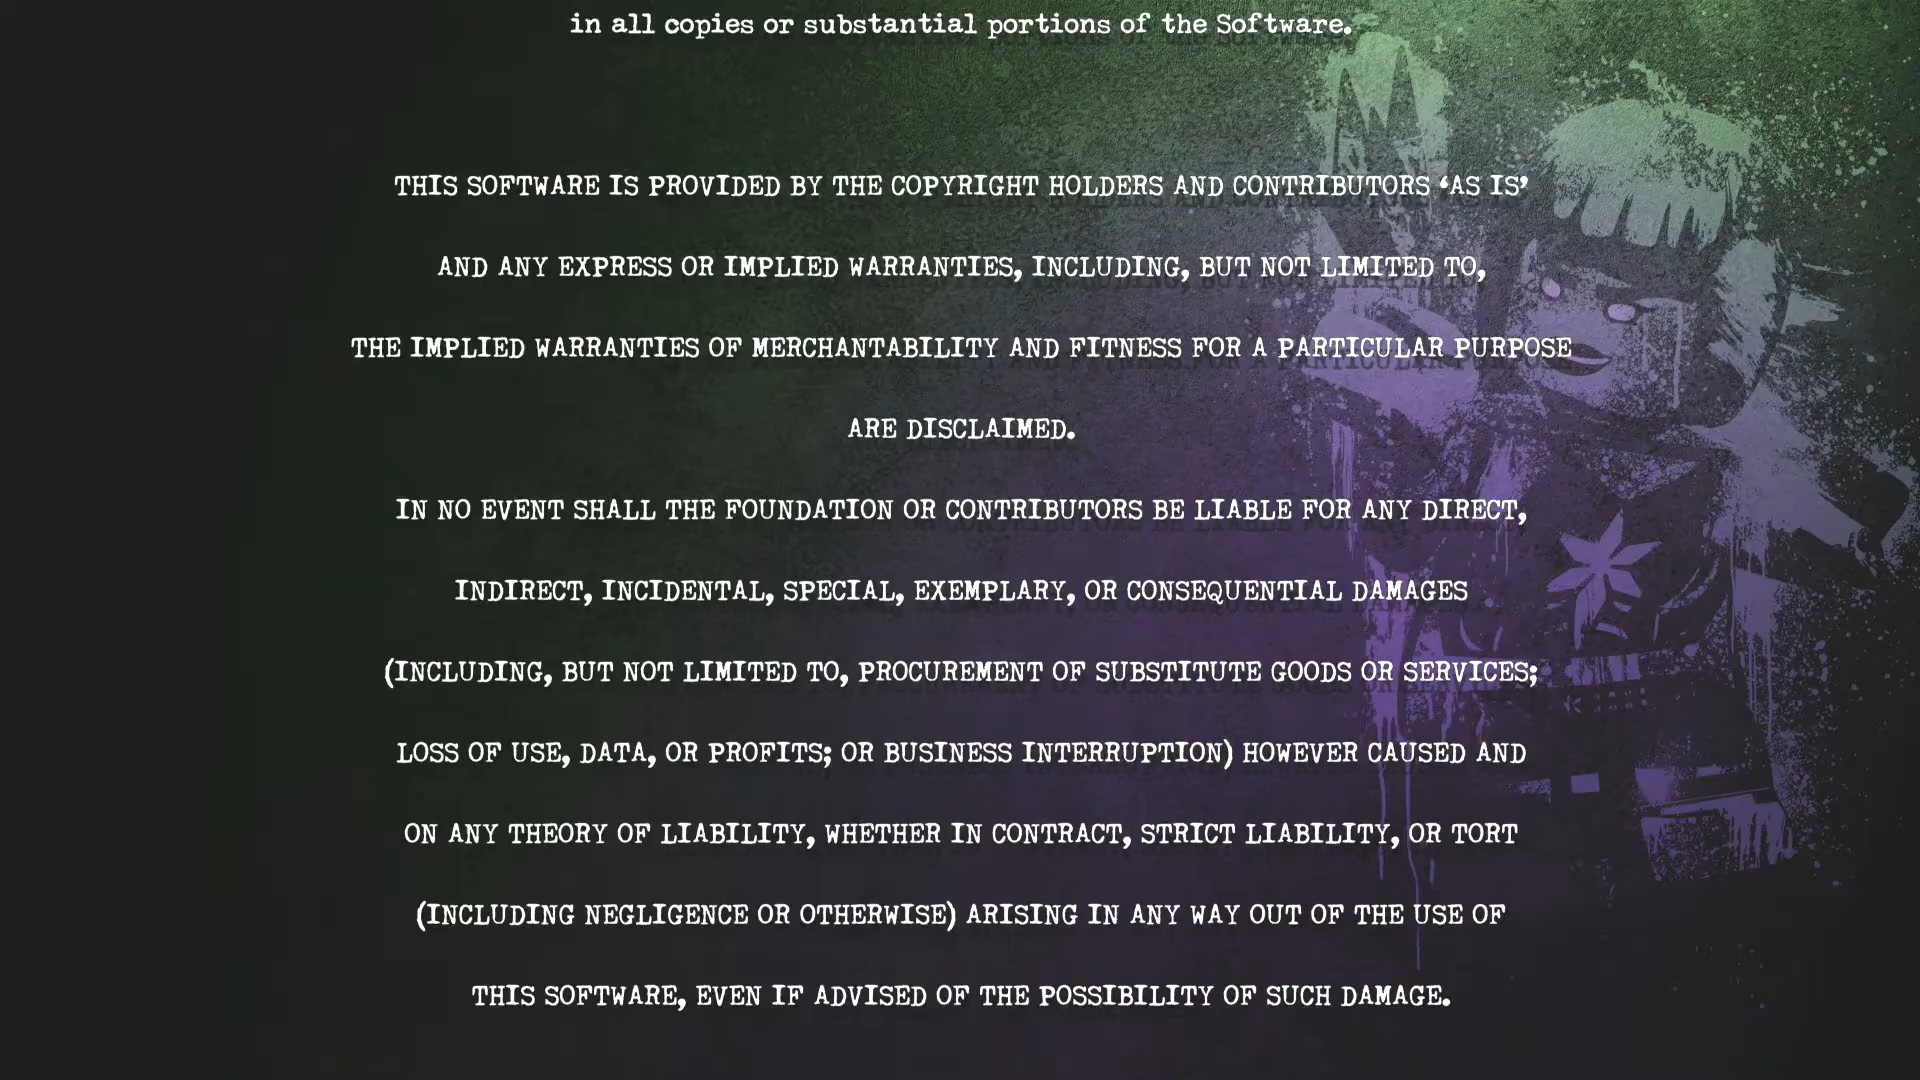 in all copies or substantial portions of the Software.
THIS SOFTWARE IS PROVIDED BY THE COPYRIGHT HOLDERS AND CONTRIBUTORS ‘AS IS’
AND ANY EXPRESS OR IMPLIED WARRANTIES, INCLUDING, BUT NOT LIMITED TO,
THE IMPLIED WARRANTIES OF MERCHANTABILITY AND FITNESS FOR A PARTICULAR PURPOSE
ARE DISCLAIMED.
IN NO EVENT SHALL THE FOUNDATION OR CONTRIBUTORS BE LIABLE FOR ANY DIRECT,
INDIRECT, INCIDENTAL, SPECIAL, EXEMPLARY, OR CONSEQUENTIAL DAMAGES
(INCLUDING, BUT NOT LIMITED TO, PROCUREMENT OF SUBSTITUTE GOODS OR SERVICES;
LOSS OF USE, DATA, OR PROFITS; OR BUSINESS INTERRUPTION) HOWEVER CAUSED AND
ON ANY THEORY OF LIABILITY, WHETHER IN CONTRACT, STRICT LIABILITY, OR TORT
(INCLUDING NEGLIGENCE OR OTHERWISE) ARISING IN ANY WAY OUT OF THE USE OF
THIS SOFTWARE, EVEN IF ADVISED OF THE POSSIBILITY OF SUCH DAMAGE.